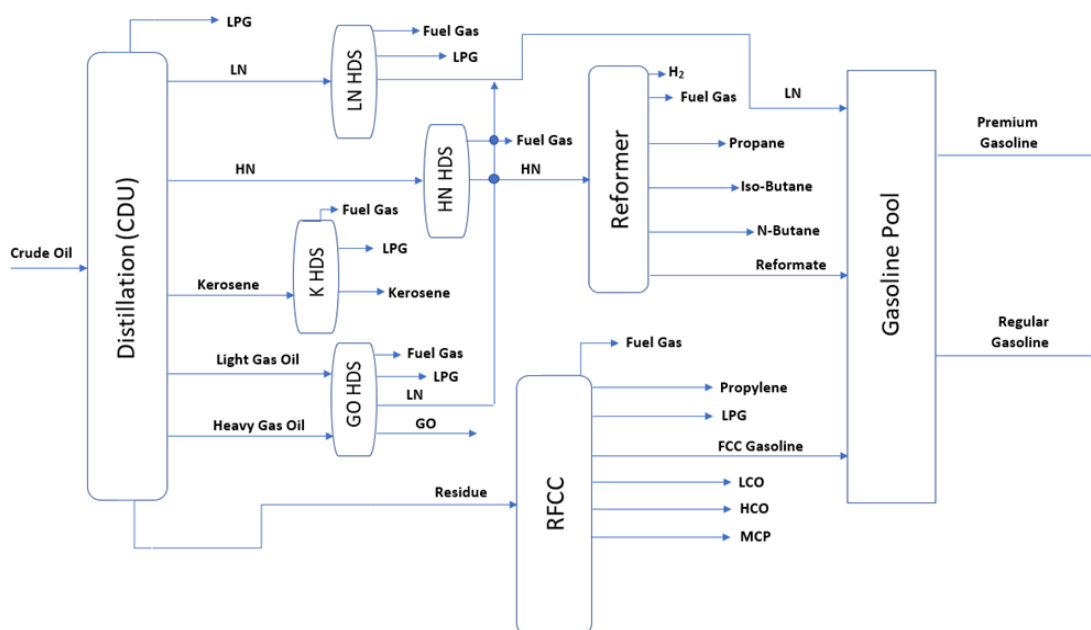 LPG
Fuel Gas
LPG
LN
LN HDS
H2
Fuel Gas
LN
Premium
Gasoline
Fuel Gas
Propane
HN
HN HDS
HN
Reformer
Iso-Butane
Fuel Gas
N-Butane
LPG
Crude Oil
Distillation (CDU)
K HDS
Kerosene
Kerosene
Reformate
Gasoline Pool
Regular
Gasoline
Light Gas Oil
GO HDS
Fuel Gas
LPG
LN
GO
Heavy Gas Oil
Fuel Gas
Propylene
LPG
FCC Gasoline
Residue
RFCC
LCO
HCO
MCP